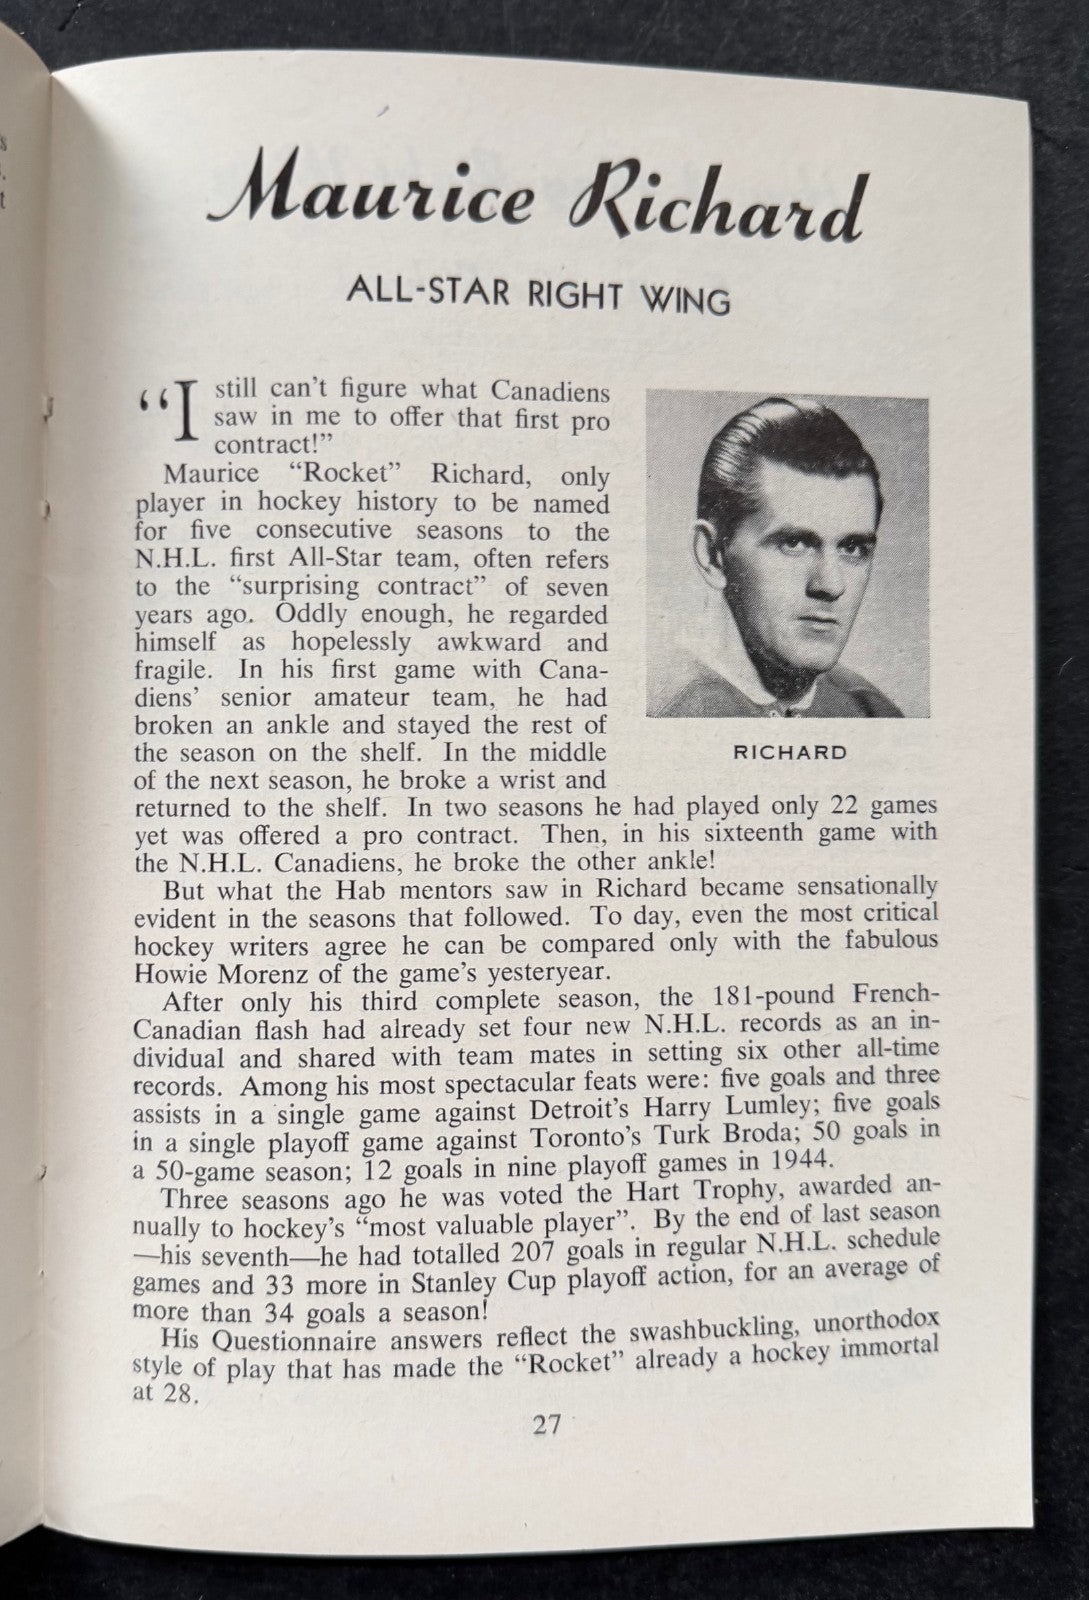 Maurice Richard
ALL-STAR RIGHT WING
“I still can’t figure what Canadiens
saw in me to offer that first pro
contract!”
Maurice “Rocket” Richard, only
player in hockey history to be named
for five consecutive seasons to the
N.H.L. first All-Star team, often refers
to the “surprising contract” of seven
years ago. Oddly enough, he regarded
himself as hopelessly awkward and
fragile. In his first game with Cana-
diens’ senior amateur team, he had
broken an ankle and stayed the rest of
the season on the shelf. In the middle
of the next season, he broke a wrist and
RICHARD
returned to the shelf. In two seasons he had played only 22 games
yet was offered a pro contract. Then, in his sixteenth game with
the N.H.L. Canadiens, he broke the other ankle!
But what the Hab mentors saw in Richard became sensationally
evident in the seasons that followed. To day, even the most critical
hockey writers agree he can be compared only with the fabulous
Howie Morenz of the game’s yesteryear.
After only his third complete season, the 181-pound French-
Canadian flash had already set four new N.H.L. records as an in-
dividual and shared with team mates in setting six other all-time
records. Among his most spectacular feats were: five goals and three
assists in a single game against Detroit’s Harry Lumley; five goals
in a single playoff game against Toronto’s Turk Broda; 50 goals in
a 50-game season; 12 goals in nine playoff games in 1944.
Three seasons ago he was voted the Hart Trophy, awarded an-
nually to hockey’s “most valuable player”. By the end of last season
—his seventh—he had totalled 207 goals in regular N.H.L. schedule
games and 33 more in Stanley Cup playoff action, for an average of
more than 34 goals a season!
His Questionnaire answers reflect the swashbuckling, unorthodox
style of play that has made the “Rocket” already a hockey immortal
at 28.
27